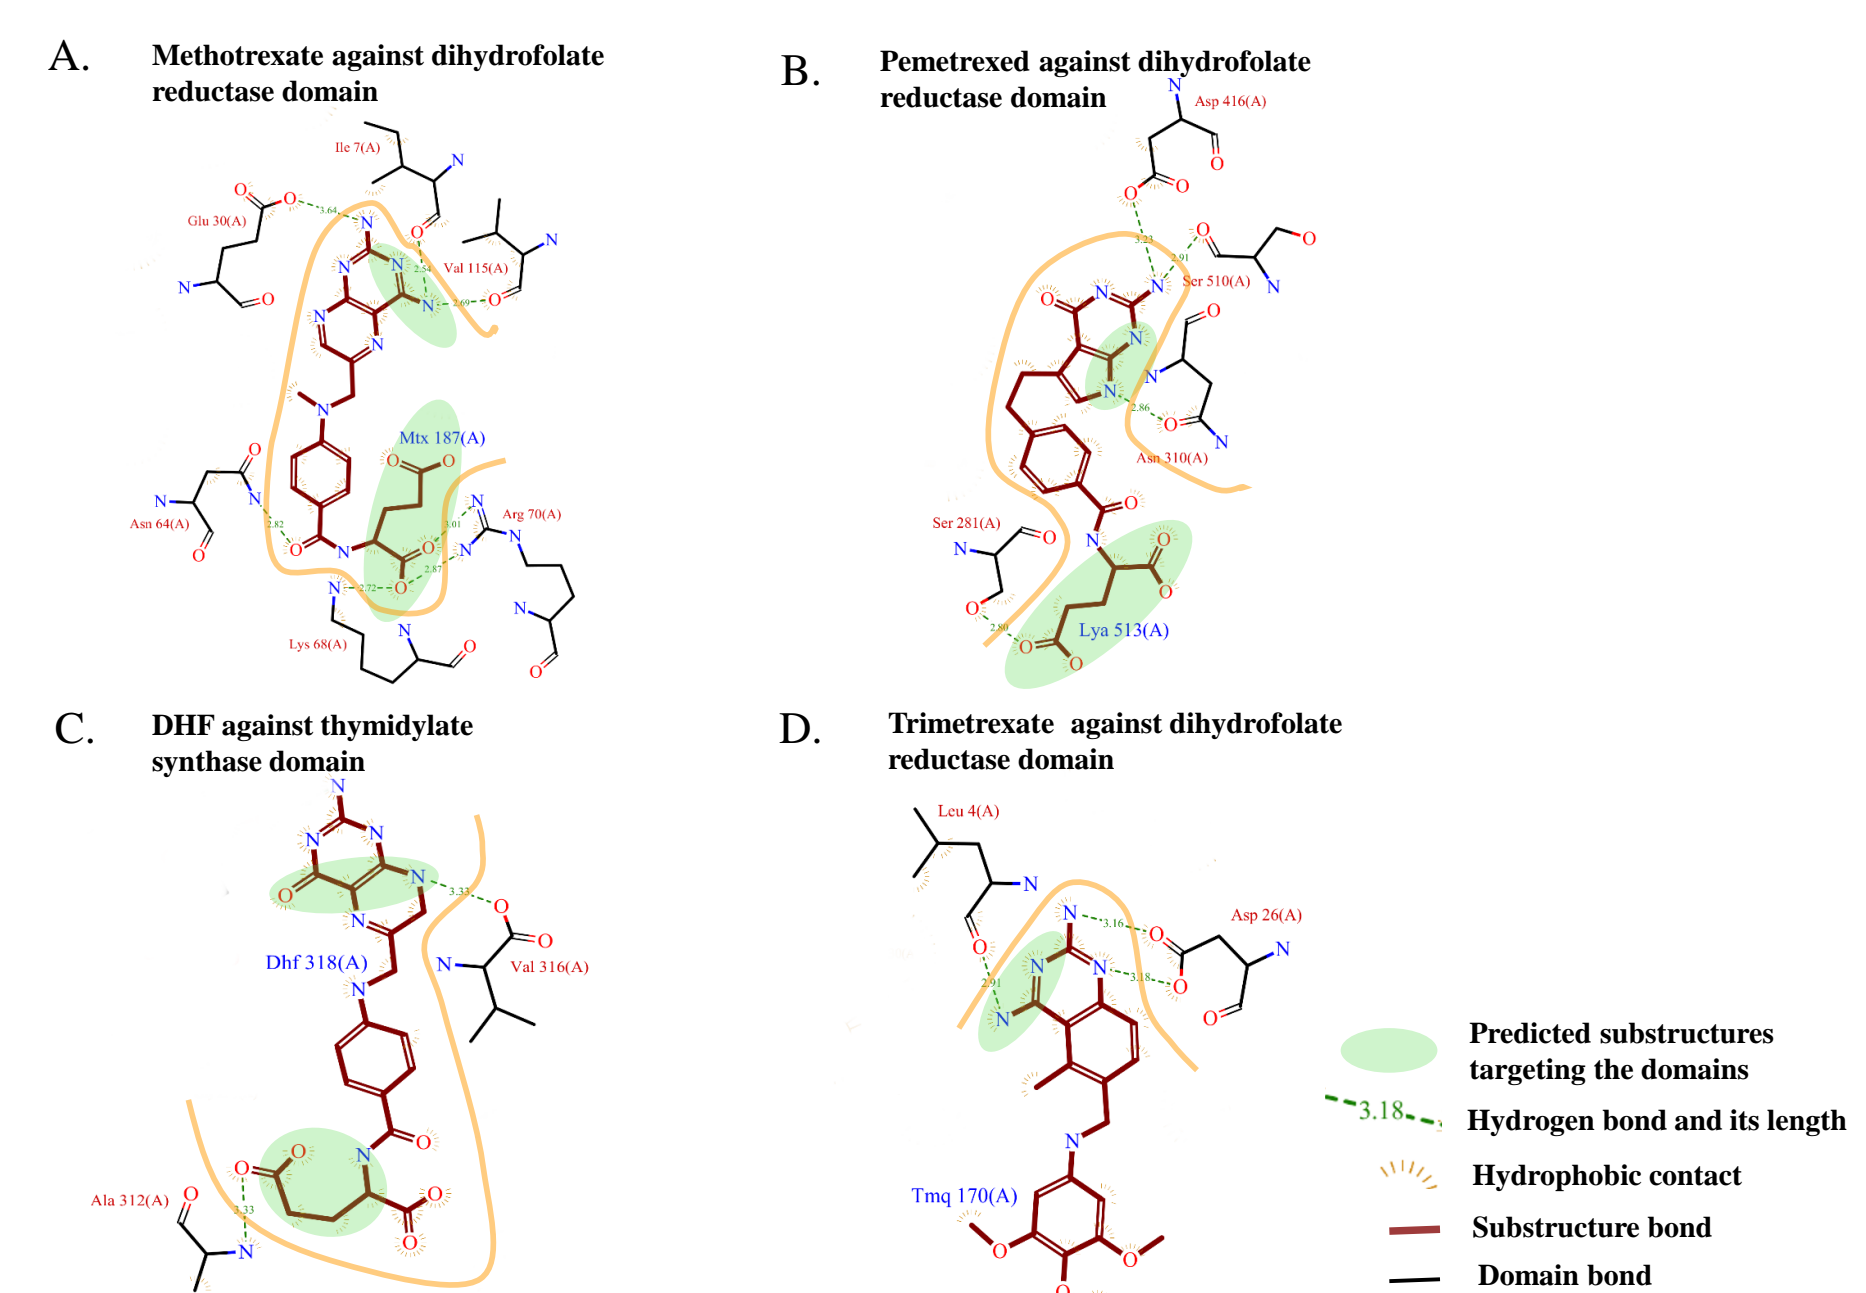 A.
Methotrexate against dihydrofolate
reductase domain
Ile 7(A)
N
O
O
3.64
Glu 30(A)
N
O
N
O
N
Val 115(A)
N
N
2.54
N
2.69
O
N
O
N
N
N
Mtx 187(A)
O
O
O
N
N
Asn 64(A)
O
2.82
O
N
O
3.01
N
Arg 70(A)
N
N
2.87
N
2.72
O
N
N
Lys 68(A)
O
O
B.
Pemetrexed against dihydrofolate
reductase domain
N
Asp 416(A)
O
O
O
3.23
O
O
2.91
Ser 510(A)
N
O
N
N
O
N
N
N
2.86
O
N
Asn 310(A)
O
Ser 281(A)
N
O
N
O
O
O
2.80
O
O
Lya 513(A)
C.
DHF against thymidylate
synthase domain
N
N
N
O
N
3.33
O
N
O
Dhf 318(A)
N
Val 316(A)
N
O
N
O
O
O
O
Ala 312(A)
O
3.33
N
D.
Trimetrexate against dihydrofolate
reductase domain
Leu 4(A)
N
O
N
3.16
O
Asp 26(A)
N
N
N
3.18
O
2.91
N
O
N
Tmq 170(A)
O
O
O
Predicted substructures
targeting the domains
3.18
Hydrogen bond and its length
Hydrophobic contact
Substructure bond
Domain bond